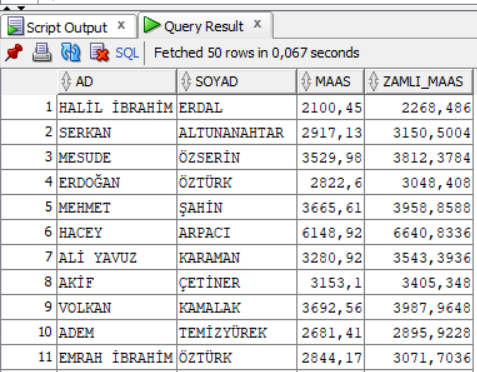 Script Output x Query Result x
SQL Fetched 50 rows in 0,067 seconds
AD SOYAD MAAS ZAMLI_MAAS
1 HALİL İBRAHİM ERDAL 2100,45 2268,486
2 SERKAN ALTUNANAHTAR 2917,13 3150,5004
3 MESUDE ÖZSERİN 3529,98 3812,3784
4 ERDOĞAN ÖZTÜRK 2822,6 3048,408
5 MEHMET ŞAHİN 3665,61 3958,8588
6 HACEY ARPACI 6148,92 6640,8336
7 ALİ YAVUZ KARAMAN 3280,92 3543,3936
8 AKİF ÇETİNER 3153,1 3405,348
9 VOLKAN KAMALAK 3692,56 3987,9648
10 ADEM TEMİZYÜREK 2681,41 2895,9228
11 EMRAH İBRAHİM ÖZTÜRK 2844,17 3071,7036